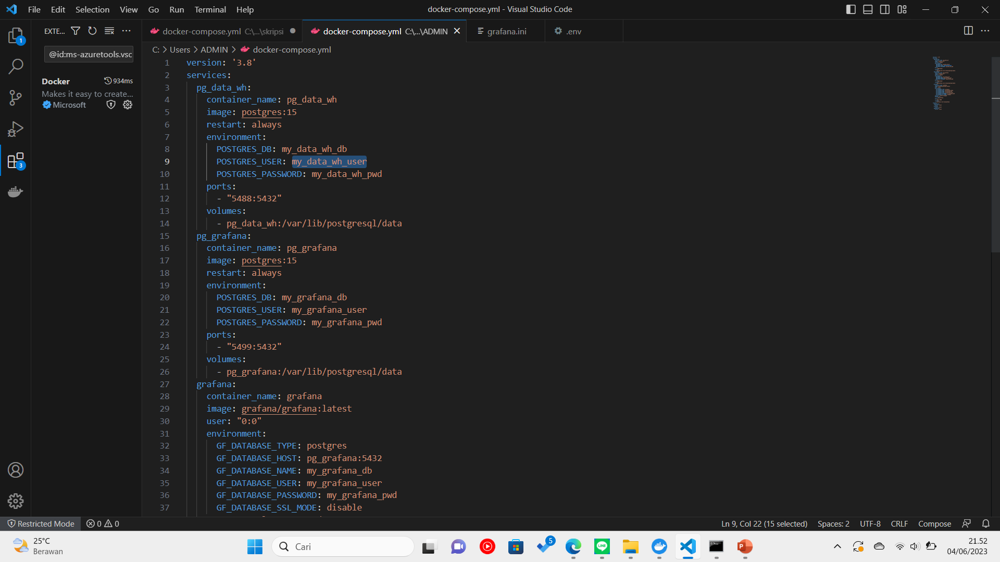 File Edit Selection View Go Run Terminal Help
docker-compose.yml - Visual Studio Code
EXTE...
docker-compose.yml C:\...\skripsi
docker-compose.yml C:\...\ADMIN
grafana.ini
.env
1
@id:ms-azuretools.vsc
Docker 934ms
Makes it easy to create...
Microsoft
3
C: > Users > ADMIN > docker-compose.yml
1 version: '3.8'
2 services:
3   pg_data_wh:
4     container_name: pg_data_wh
5     image: postgres:15
6     restart: always
7     environment:
8       POSTGRES_DB: my_data_wh_db
9       POSTGRES_USER: my_data_wh_user
10       POSTGRES_PASSWORD: my_data_wh_pwd
11     ports:
12       - "5488:5432"
13     volumes:
14       - pg_data_wh:/var/lib/postgresql/data
15   pg_grafana:
16     container_name: pg_grafana
17     image: postgres:15
18     restart: always
19     environment:
20       POSTGRES_DB: my_grafana_db
21       POSTGRES_USER: my_grafana_user
22       POSTGRES_PASSWORD: my_grafana_pwd
23     ports:
24       - "5499:5432"
25     volumes:
26       - pg_grafana:/var/lib/postgresql/data
27   grafana:
28     container_name: grafana
29     image: grafana/grafana:latest
30     user: "0:0"
31     environment:
32       GF_DATABASE_TYPE: postgres
33       GF_DATABASE_HOST: pg_grafana:5432
34       GF_DATABASE_NAME: my_grafana_db
35       GF_DATABASE_USER: my_grafana_user
36       GF_DATABASE_PASSWORD: my_grafana_pwd
37       GF_DATABASE_SSL_MODE: disable
Restricted Mode 0 0
Ln 9, Col 22 (15 selected) Spaces: 2 UTF-8 CRLF Compose
25°C
Berawan
Cari
5
LINE
P
21.52
04/06/2023